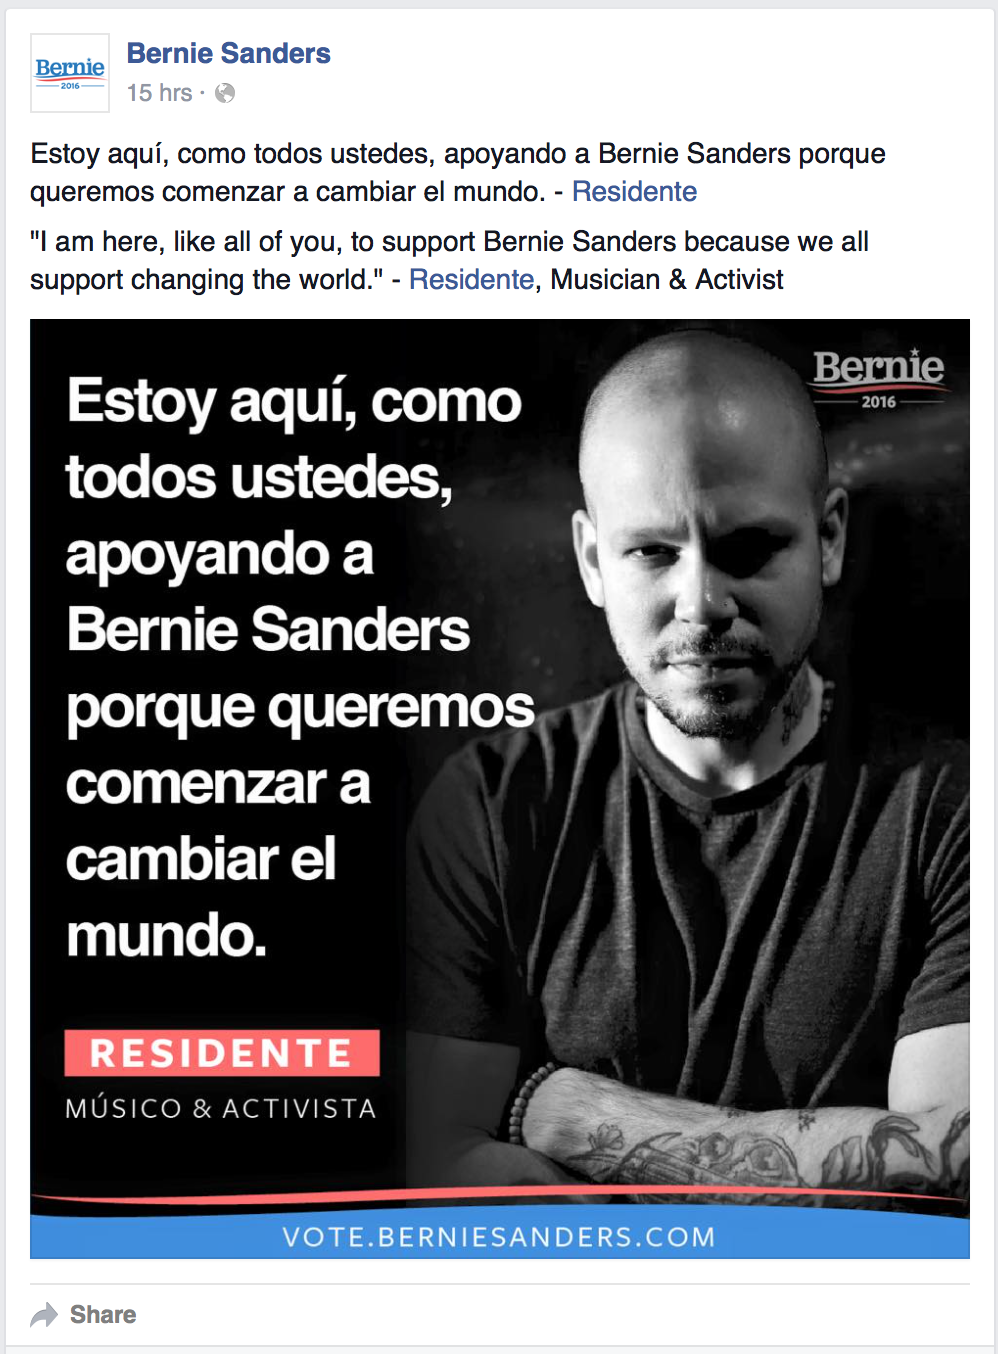 Bernie
2016
Bernie Sanders
15 hrs ·
Estoy aquí, como todos ustedes, apoyando a Bernie Sanders porque
queremos comenzar a cambiar el mundo. - Residente
"I am here, like all of you, to support Bernie Sanders because we all
support changing the world." - Residente, Musician & Activist
Bernie
2016
Estoy aquí, como
todos ustedes,
apoyando a
Bernie Sanders
porque queremos
comenzar a
cambiar el
mundo.
RESIDENTE
MÚSICO & ACTIVISTA
VOTE.BERNIESANDERS.COM
Share